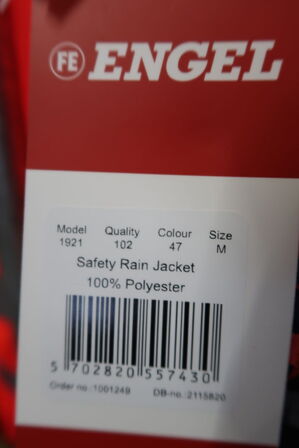 FE ENGEL
Model Quality Colour Size
1921 102 47 M
Safety Rain Jacket
100% Polyester
5 702820 557430
Order no.:1001249 DB-no.:2115820